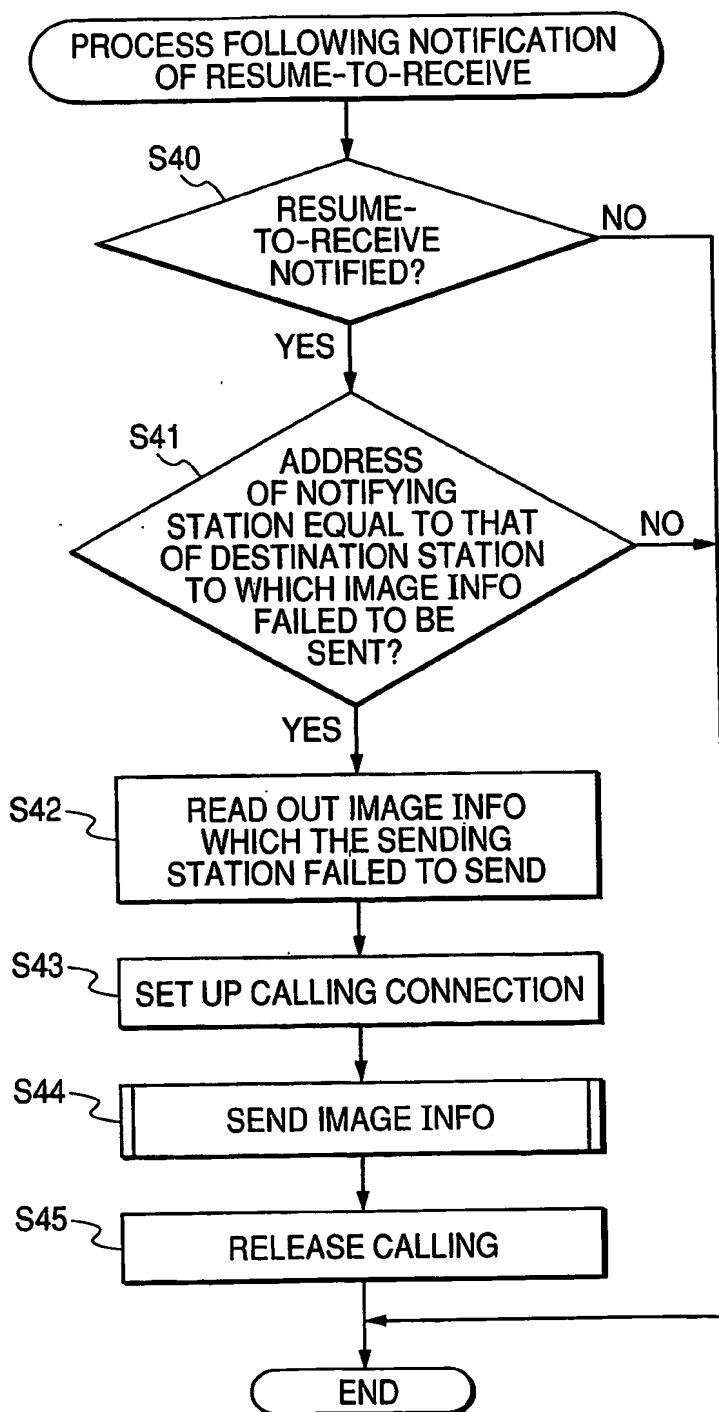 PROCESS FOLLOWING NOTIFICATION
OF RESUME-TO-RECEIVE
S40
RESUME-
TO-RECEIVE
NOTIFIED?
NO
YES
S41
ADDRESS
OF NOTIFYING
STATION EQUAL TO THAT
OF DESTINATION STATION
TO WHICH IMAGE INFO
FAILED TO BE
SENT?
NO
YES
S42
READ OUT IMAGE INFO
WHICH THE SENDING
STATION FAILED TO SEND
S43
SET UP CALLING CONNECTION
S44
SEND IMAGE INFO
S45
RELEASE CALLING
END